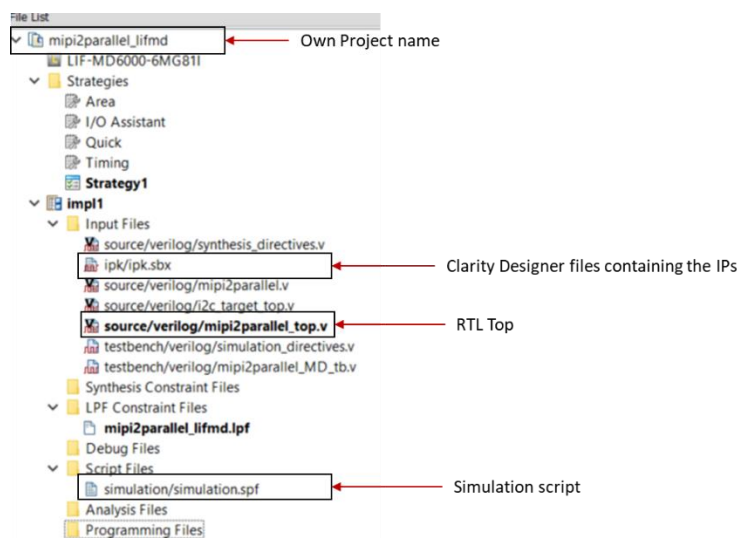 File List
mipi2parallel_lifmd
Own Project name
LIF-MD6000-6MG81I
Strategies
Area
I/O Assistant
Quick
Timing
Strategy1
impl1
Input Files
source/verilog/synthesis_directives.v
ipk/ipk.sbx
Clarity Designer files containing the IPs
source/verilog/mipi2parallel.v
source/verilog/i2c_target_top.v
source/verilog/mipi2parallel_top.v
RTL Top
testbench/verilog/simulation_directives.v
testbench/verilog/mipi2parallel_MD_tb.v
Synthesis Constraint Files
LPF Constraint Files
mipi2parallel_lifmd.lpf
Debug Files
Script Files
simulation/simulation.spf
Simulation script
Analysis Files
Programming Files